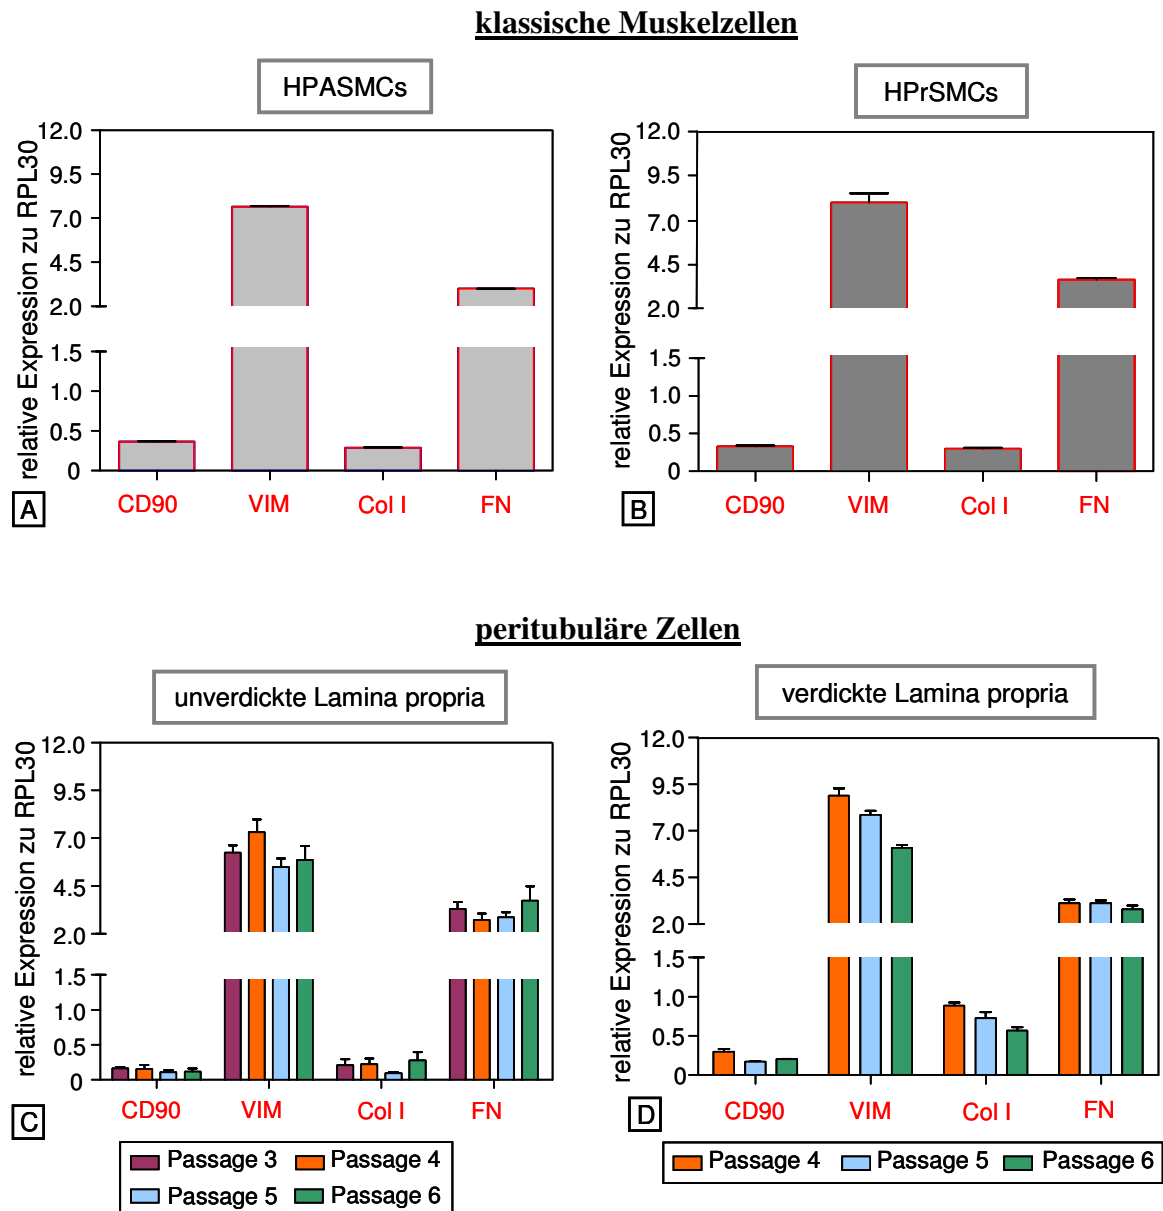 klassische Muskelzellen
HPASMCs
HPrSMCs
relative Expression zu RPL30
12.0
9.5
7.0
4.5
2.0
1.5
1.0
0.5
0
CD90 VIM Col I FN
A
relative Expression zu RPL30
12.0
9.5
7.0
4.5
2.0
1.5
1.0
0.5
0
CD90 VIM Col I FN
B
peritubuläre Zellen
unverdickte Lamina propria
verdickte Lamina propria
relative Expression zu RPL30
12.0
9.5
7.0
4.5
2.0
1.5
1.0
0.5
0
CD90 VIM Col I FN
C
Passage 3 Passage 4
Passage 5 Passage 6
relative Expression zu RPL30
12.0
9.5
7.0
4.5
2.0
1.5
1.0
0.5
0
CD90 VIM Col I FN
D
Passage 4 Passage 5 Passage 6